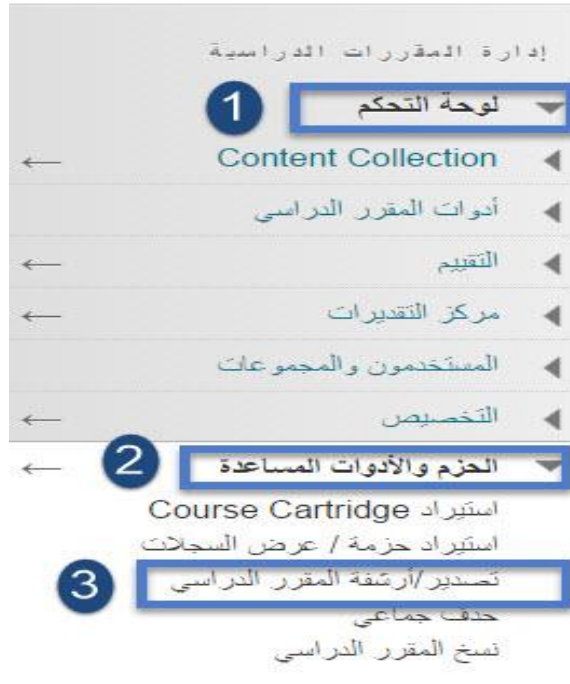 إدارة المقررات الدراسية
1 لوحة التحكم
Content Collection
أدوات المقرر الدراسي
التقييم
مركز التقديرات
المستخدمون والمجموعات
التخصيص
2 الحزم والأدوات المساعدة
استيراد Course Cartridge
استيراد حزمة / عرض السجلات
3 تصدير/أرشفة المقرر الدراسي
حذف جماعي
نسخ المقرر الدراسي